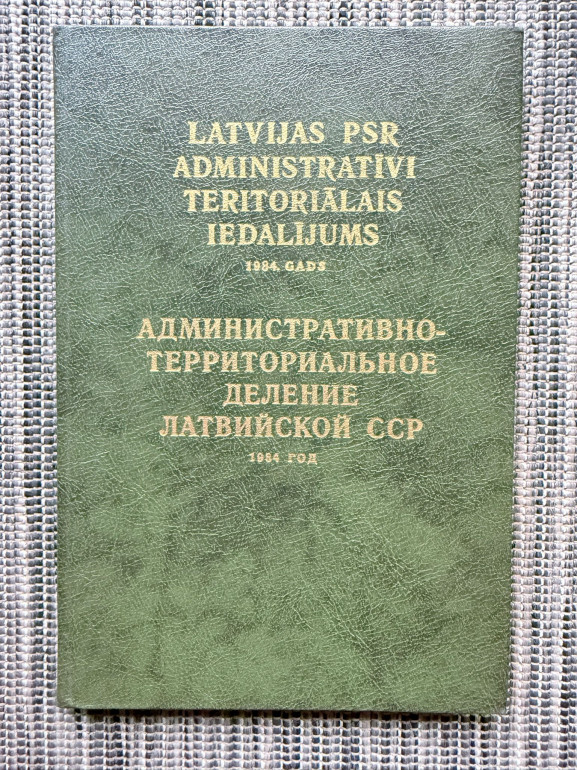 LATVIJAS PSR
ADMINISTRATĪVI
TERITORIĀLAIS
IEDALĪJUMS
1984. GADS
АДМИНИСТРАТИВНО-
ТЕРРИТОРИАЛЬНОЕ
ДЕЛЕНИЕ
ЛАТВИЙСКОЙ ССР
1984 ГОД